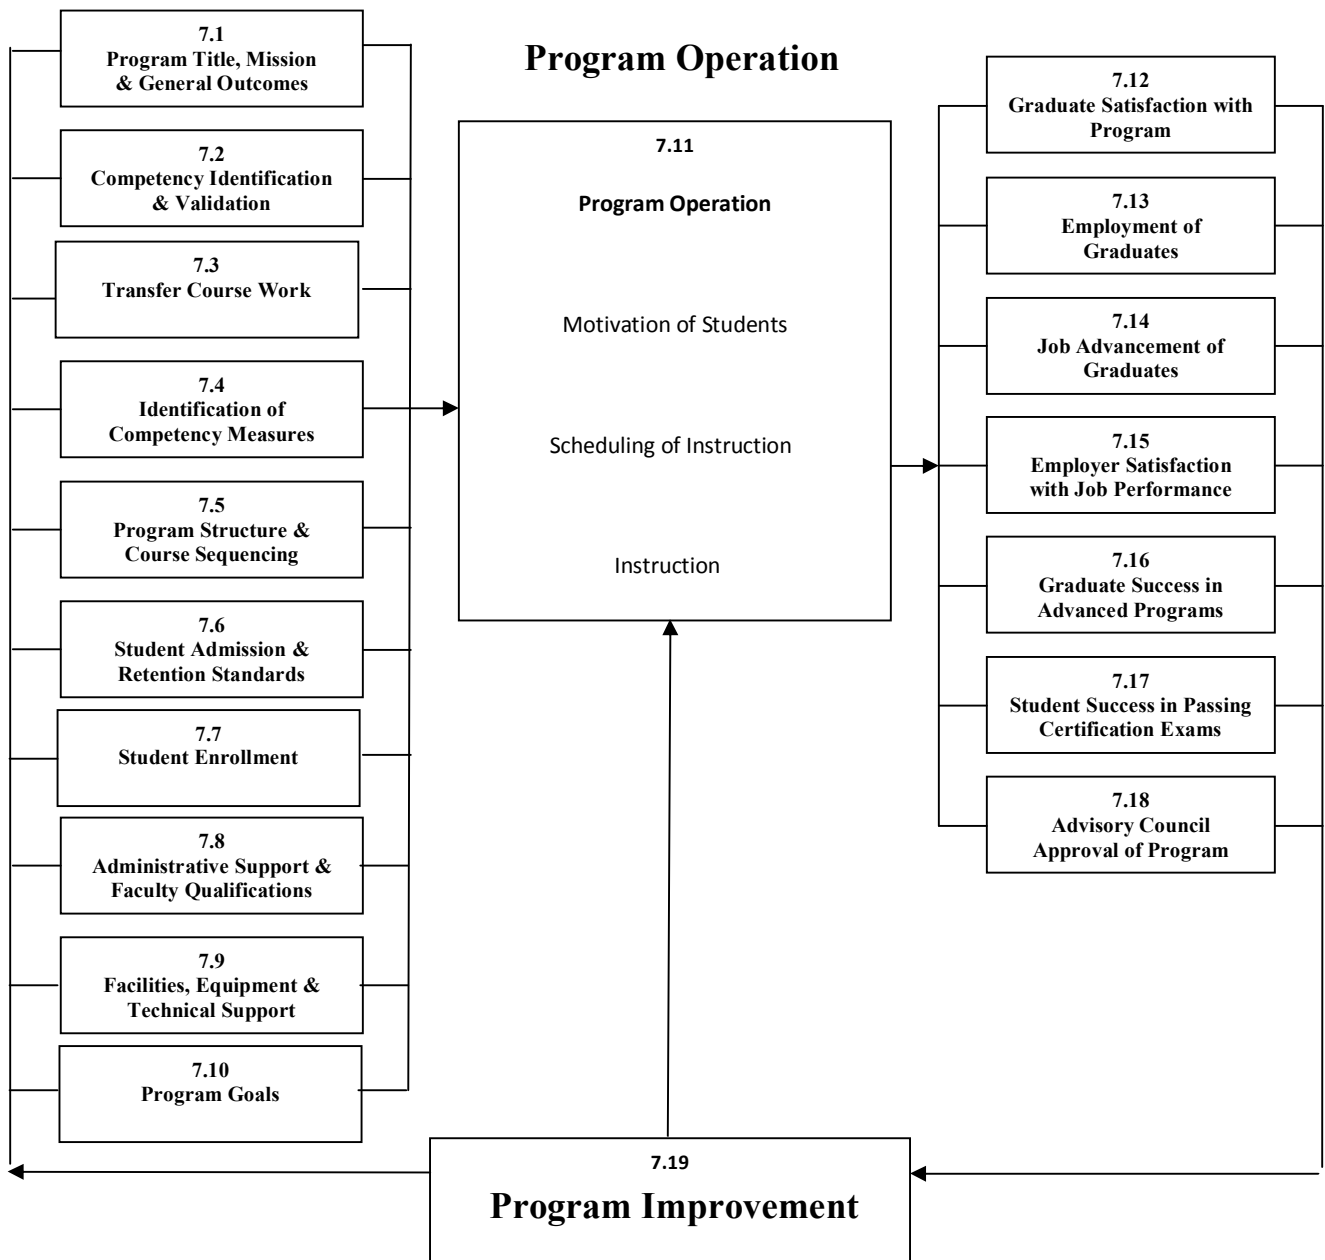 7.1
Program Title, Mission
& General Outcomes
7.2
Competency Identification
& Validation
7.3
Transfer Course Work
7.4
Identification of
Competency Measures
7.5
Program Structure &
Course Sequencing
7.6
Student Admission &
Retention Standards
7.7
Student Enrollment
7.8
Administrative Support &
Faculty Qualifications
7.9
Facilities, Equipment &
Technical Support
7.10
Program Goals
Program Operation
7.11
Program Operation
Motivation of Students
Scheduling of Instruction
Instruction
7.12
Graduate Satisfaction with
Program
7.13
Employment of
Graduates
7.14
Job Advancement of
Graduates
7.15
Employer Satisfaction
with Job Performance
7.16
Graduate Success in
Advanced Programs
7.17
Student Success in Passing
Certification Exams
7.18
Advisory Council
Approval of Program
7.19
Program Improvement